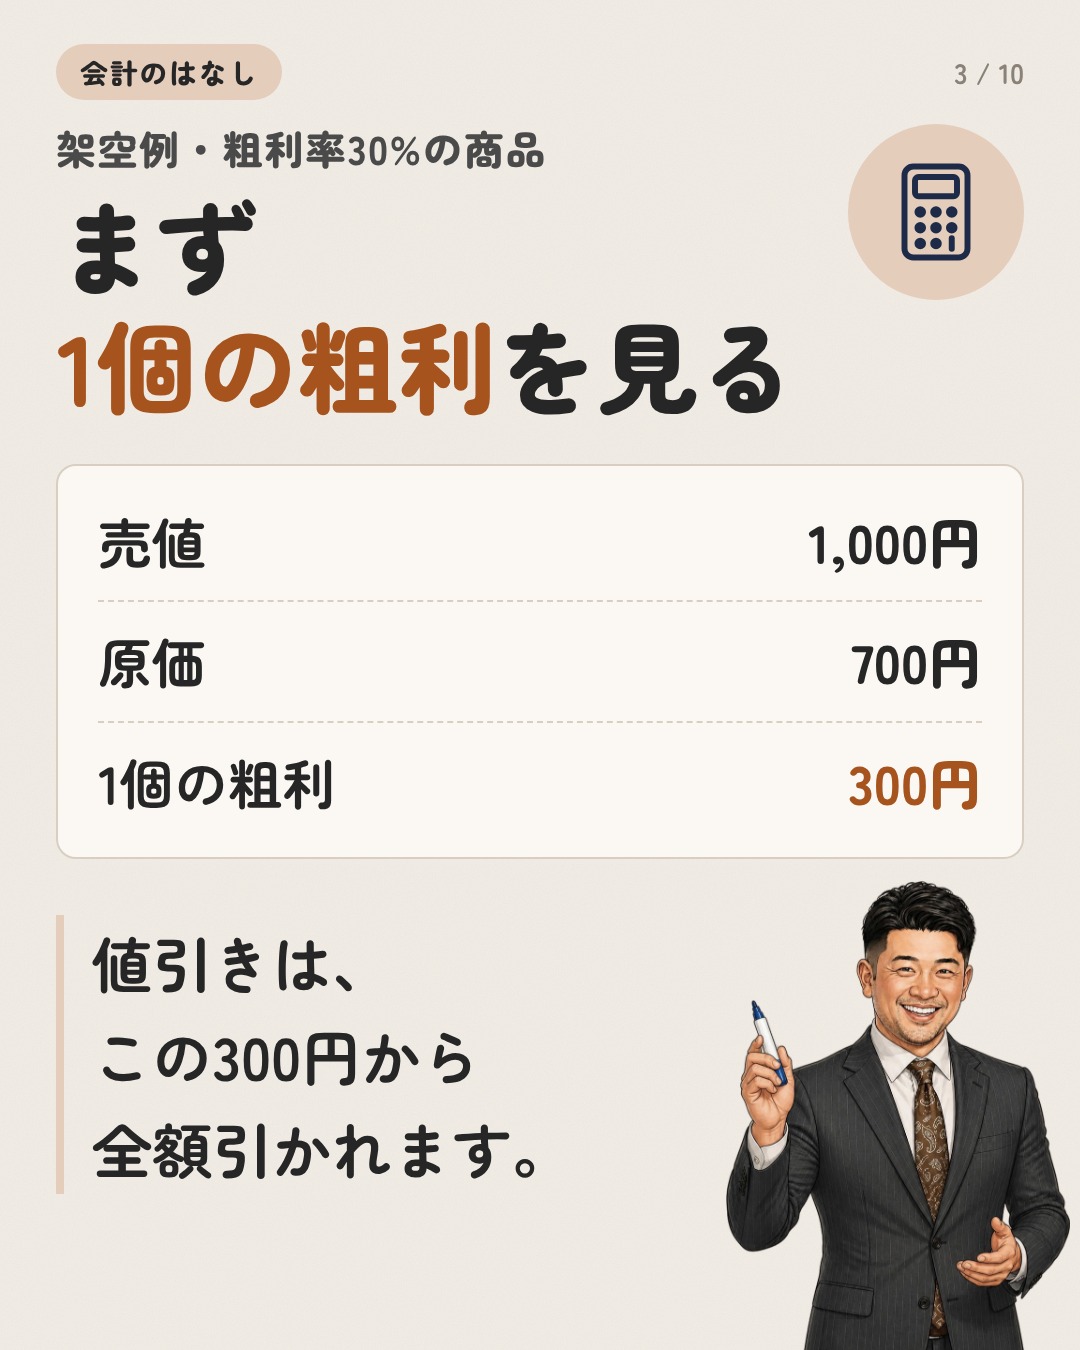 会計のはなし
3 / 10
架空例・粗利率30%の商品
まず
1個の粗利を見る
売値 1,000円
原価 700円
1個の粗利 300円
値引きは、
この300円から
全額引かれます。